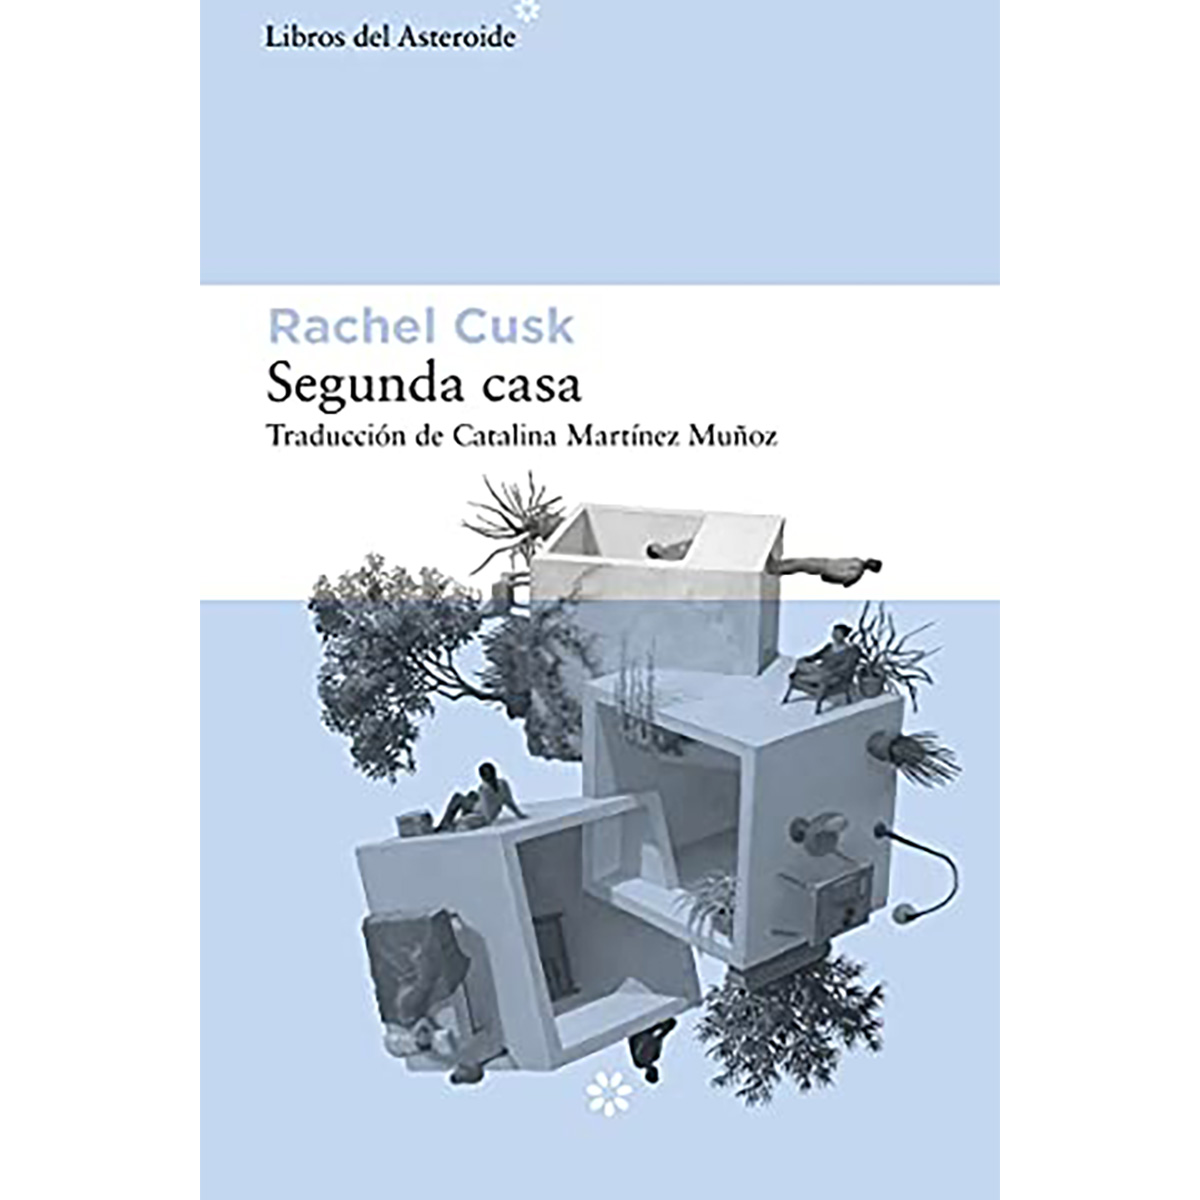 Libros del Asteroide
Rachel Cusk
Segunda casa
Traducción de Catalina Martínez Muñoz